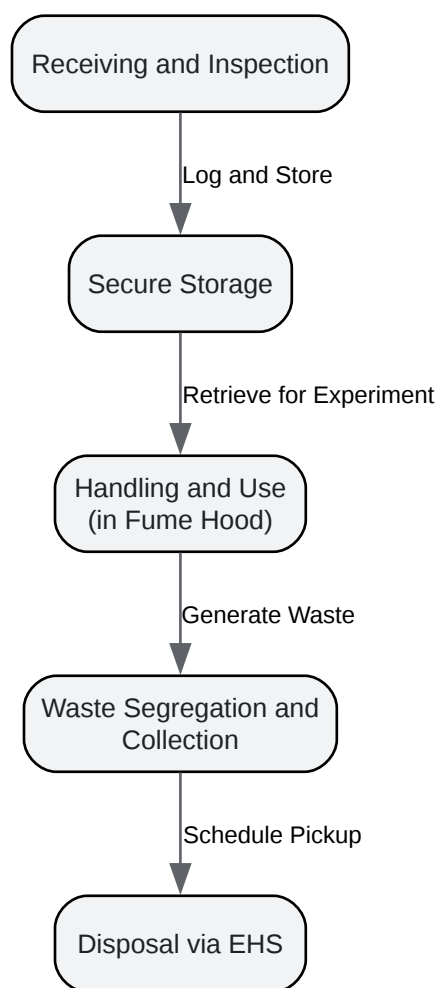 Receiving and Inspection
Log and Store
Secure Storage
Retrieve for Experiment
Handling and Use
(in Fume Hood)
Generate Waste
Waste Segregation and
Collection
Schedule Pickup
Disposal via EHS